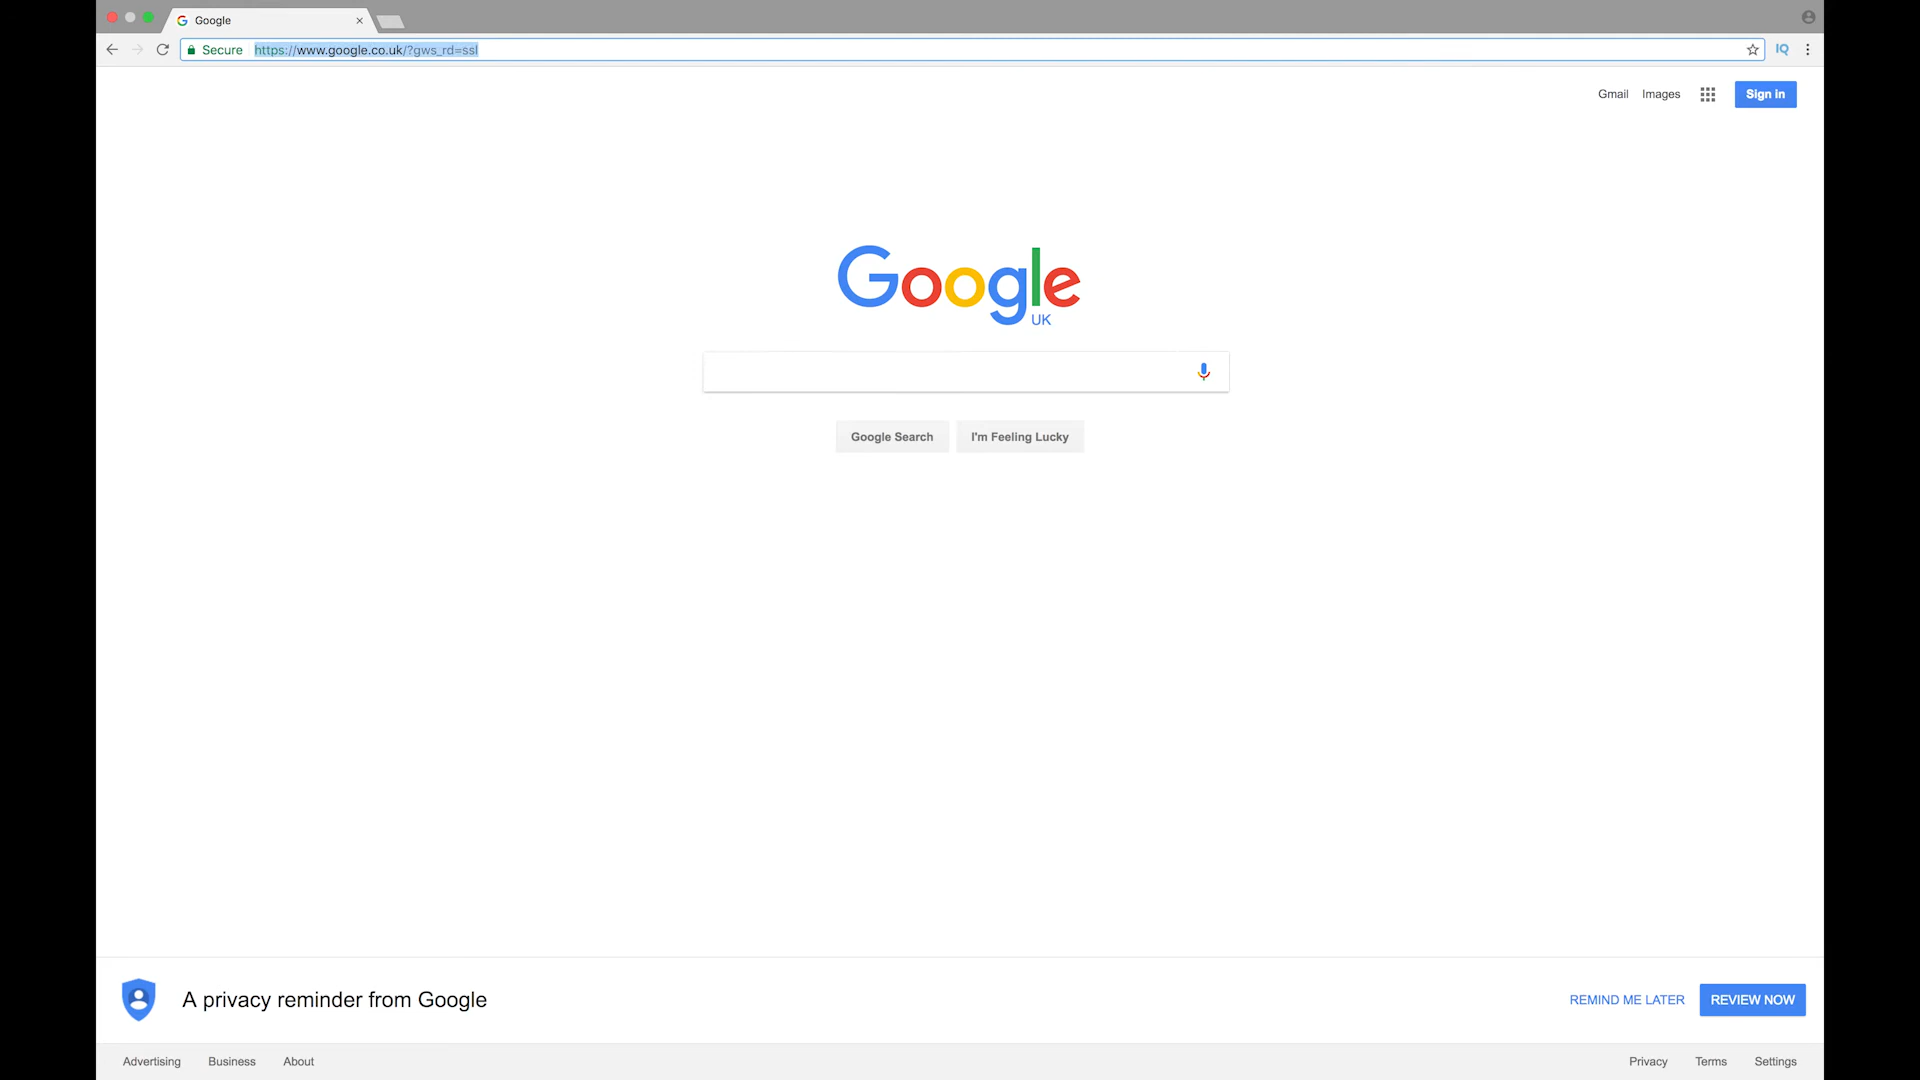 Google
Secure https://www.google.co.uk/?gws_rd=ssl
IQ
Gmail Images Sign in
Google
UK
Google Search I'm Feeling Lucky
A privacy reminder from Google REMIND ME LATER REVIEW NOW
Advertising Business About Privacy Terms Settings